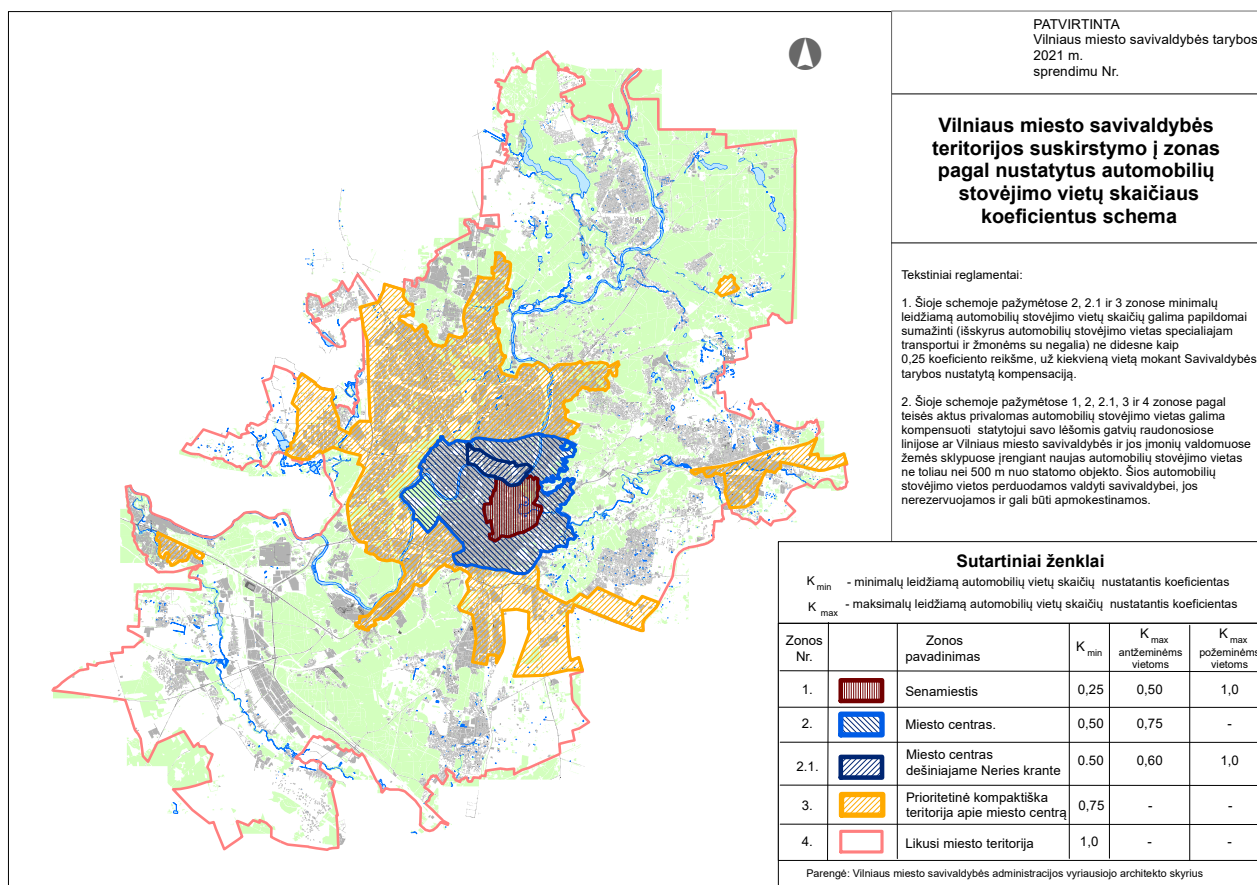 PATVIRTINTA
Vilniaus miesto savivaldybės tarybos
2021 m.
sprendimu Nr.
Vilniaus miesto savivaldybės
teritorijos suskirstymo į zonas
pagal nustatytus automobilių
stovėjimo vietų skaičiaus
koeficientus schema
Tekstiniai reglamentai:
1. Šioje schemoje pažymėtose 2, 2.1 ir 3 zonose minimalų
leidžiamą automobilių stovėjimo vietų skaičių galima papildomai
sumažinti (išskyrus automobilių stovėjimo vietas specialiajam
transportui ir žmonėms su negalia) ne didesne kaip
0,25 koeficiento reikšme, už kiekvieną vietą mokant Savivaldybės
tarybos nustatytą kompensaciją.
2. Šioje schemoje pažymėtose 1, 2, 2.1, 3 ir 4 zonose pagal
teisės aktus privalomas automobilių stovėjimo vietas galima
kompensuoti statytojui savo lėšomis gatvių raudonosiose
linijose ar Vilniaus miesto savivaldybės ir jos įmonių valdomuose
žemės sklypuose įrengiant naujas automobilių stovėjimo vietas
ne toliau nei 500 m nuo statomo objekto. Šios automobilių
stovėjimo vietos perduodamos valdyti savivaldybei, jos
nerezervuojamos ir gali būti apmokestinamos.
Sutartiniai ženklai
K min - minimalų leidžiamą automobilių vietų skaičių nustatantis koeficientas
K max - maksimalų leidžiamą automobilių vietų skaičių nustatantis koeficientas
Zonos Nr. Zonos pavadinimas K min K max antžeminėms vietoms K max požeminėms vietoms
1. Senamiestis 0,25 0,50 1,0
2. Miesto centras. 0,50 0,75 -
2.1. Miesto centras dešiniajame Neries krante 0.50 0,60 1,0
3. Prioritetinė kompaktiška teritorija apie miesto centrą 0,75 - -
4. Likusi miesto teritorija 1,0 - -
Parengė: Vilniaus miesto savivaldybės administracijos vyriausiojo architekto skyrius